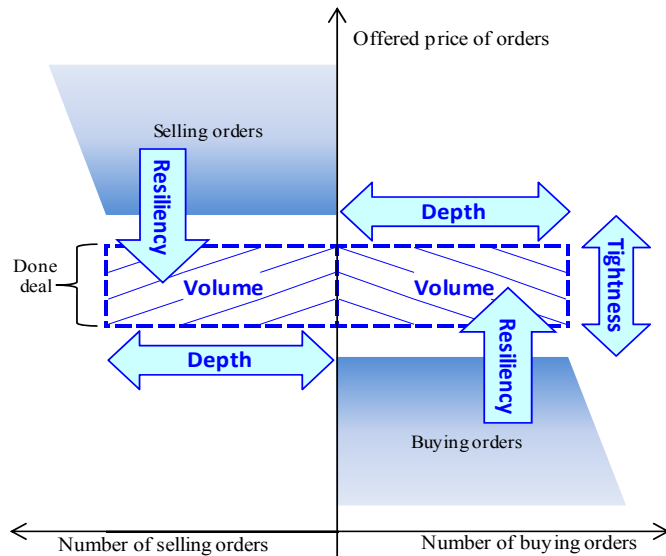 Offered price of orders
Selling orders
Resiliency
Depth
Tightness
Done
deal
Volume
Volume
Resiliency
Depth
Buying orders
Number of selling orders
Number of buying orders